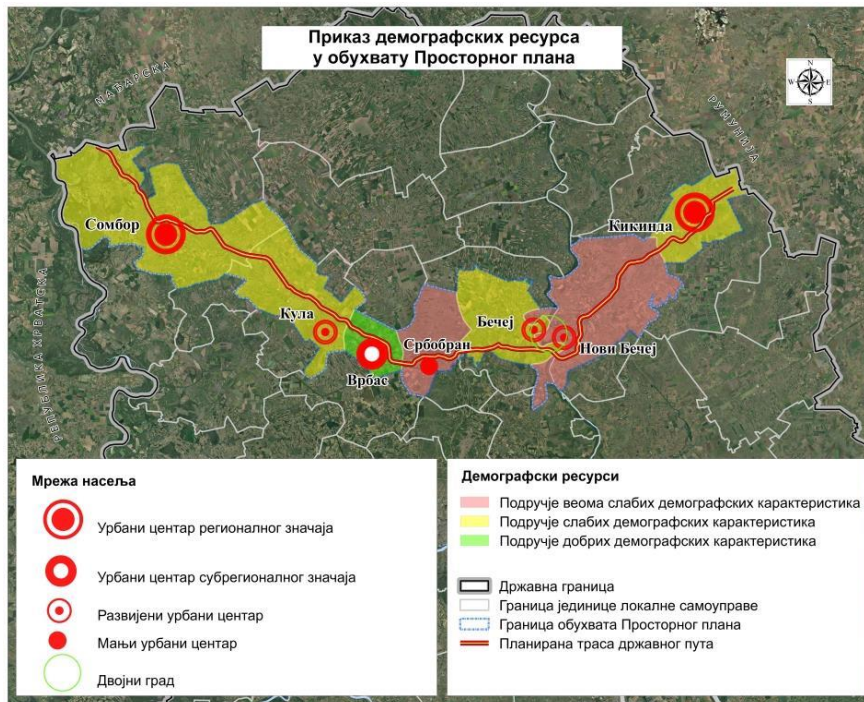 Приказ демографских ресурса
у обухвату Просторног плана
МАЂАРСКА
РУМУНИЈА
РЕПУБЛИКА ХРВАТСКА
N
W
E
S
Сомбор
Кикинда
Кула
Бечеј
Србобран
Нови Бечеј
Врбас
Мрежа насеља
Урбани центар регионалног значаја
Урбани центар субрегионалног значаја
Развијени урбани центар
Мањи урбани центар
Двојни град
Демографски ресурси
Подручје веома слабих демографских карактеристика
Подручје слабих демографских карактеристика
Подручје добрих демографских карактеристика
Државна граница
Граница јединице локалне самоуправе
Граница обухвата Просторног плана
Планирана траса државног пута